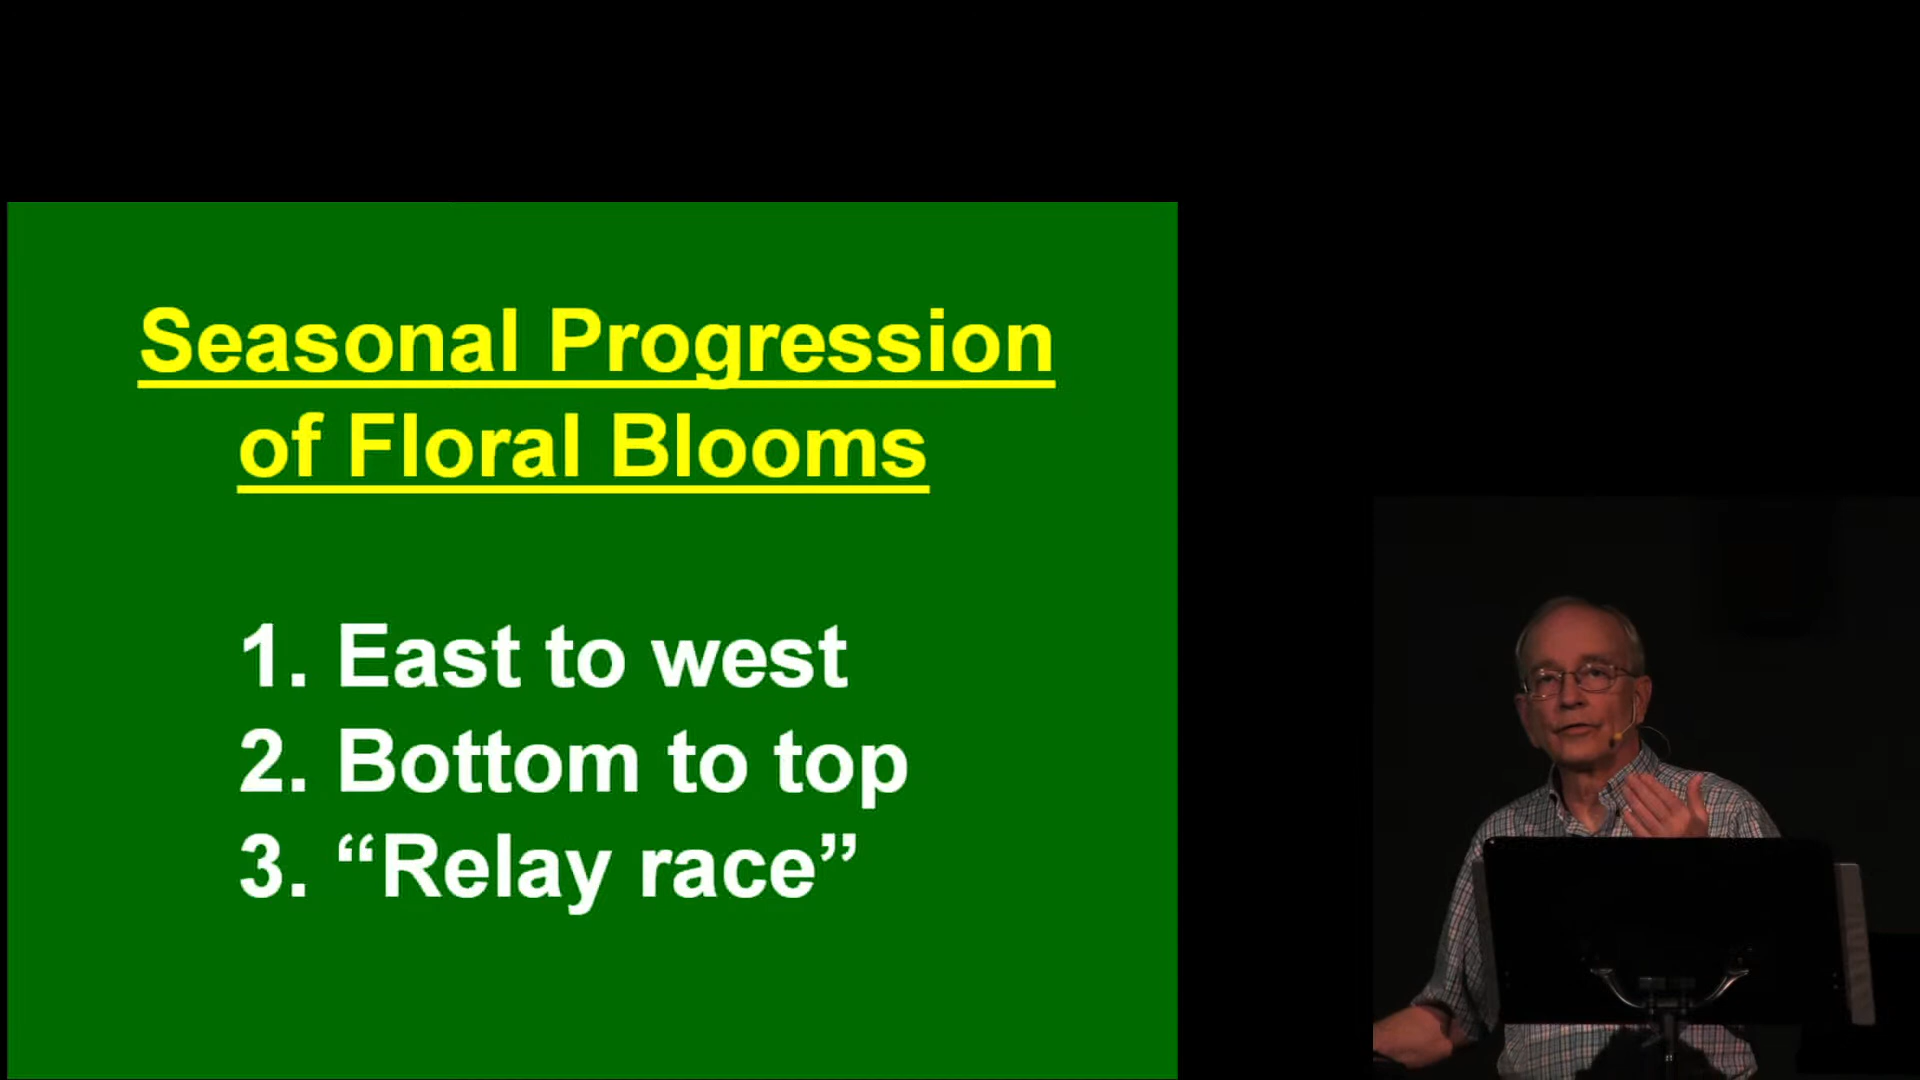 Seasonal Progression
of Floral Blooms
1. East to west
2. Bottom to top
3. “Relay race”